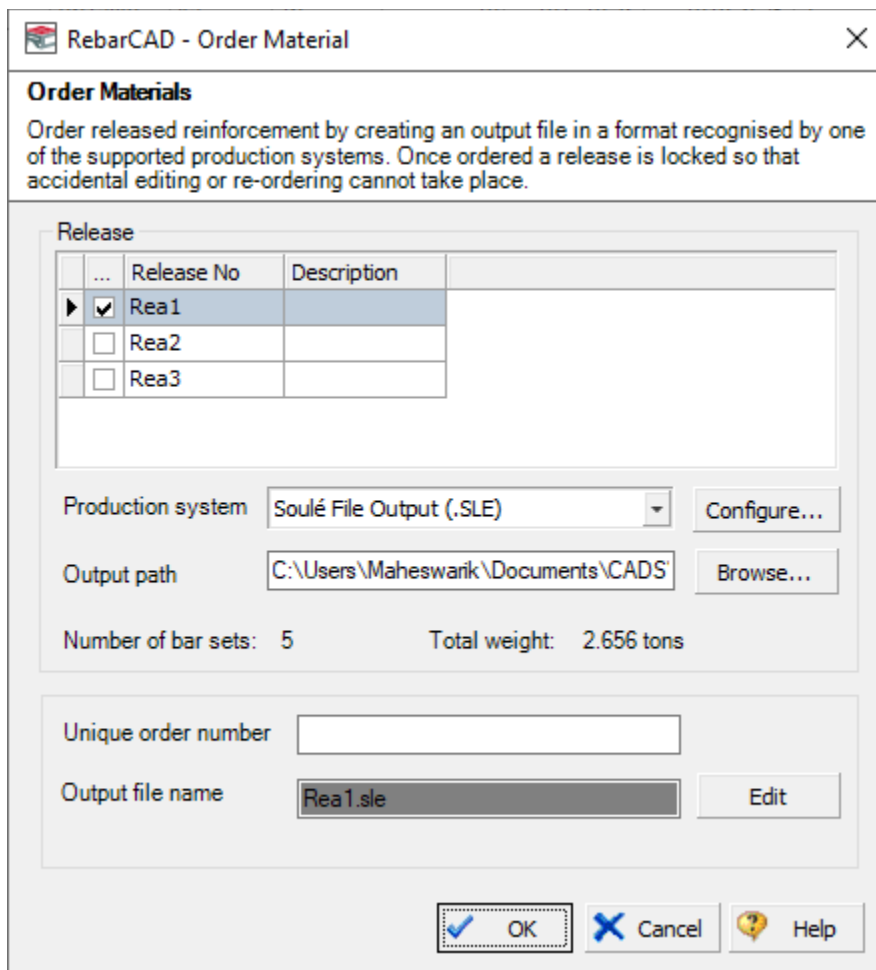 RebarCAD - Order Material
Order Materials
Order released reinforcement by creating an output file in a format recognised by one
of the supported production systems. Once ordered a release is locked so that
accidental editing or re-ordering cannot take place.
Release
... Release No Description
Rea1
Rea2
Rea3
Production system Soulé File Output (.SLE) Configure...
Output path C:\Users\Maheswarik\Documents\CADS Browse...
Number of bar sets: 5 Total weight: 2.656 tons
Unique order number
Output file name Rea1.sle Edit
OK Cancel Help